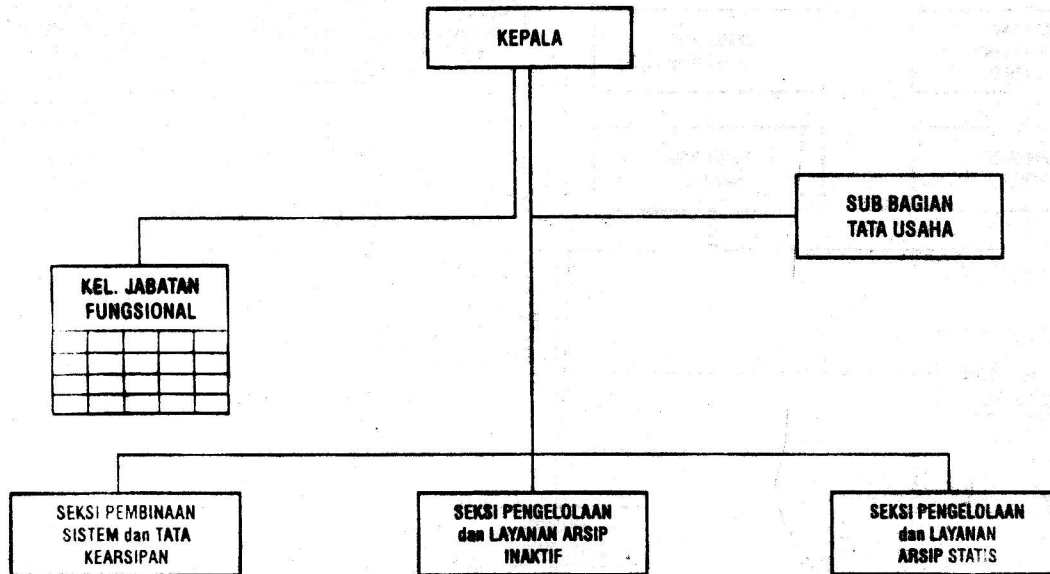 KEPALA
SUB BAGIAN
TATA USAHA
KEL. JABATAN
FUNGSIONAL
SEKSI PEMBINAAN
SISTEM dan TATA
KEARSIPAN
SEKSI PENGELOLAAN
dan LAYANAN ARSIP
INAKTIF
SEKSI PENGELOLAAN
dan LAYANAN
ARSIP STATIS